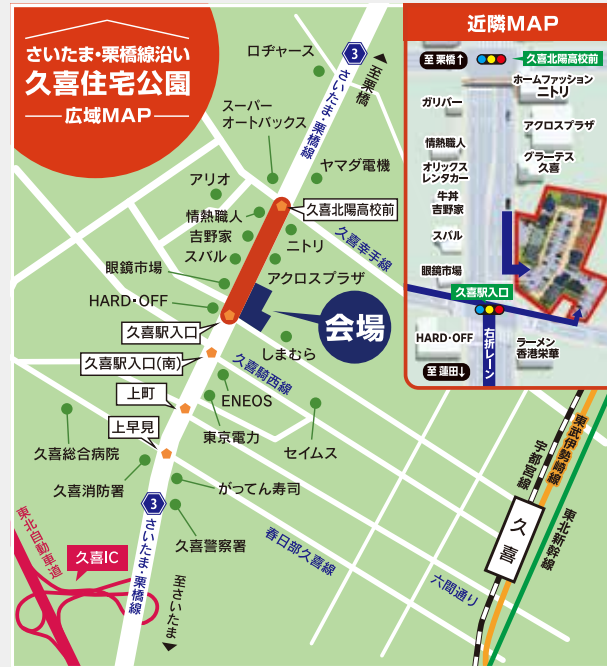 さいたま・栗橋線沿い
久喜住宅公園
広域MAP
ロヂャース
3
さいたま・栗橋線
至栗橋
スーパー
オートバックス
ヤマダ電機
アリオ
久喜北陽高校前
情熱職人
吉野家
スバル
ニトリ
久喜幸手線
眼鏡市場
アクロスプラザ
HARD・OFF
会場
久喜駅入口
しまむら
久喜駅入口(南)
久喜騎西線
上町
ENEOS
上早見
東京電力
セイムス
久喜総合病院
久喜消防署
がってん寿司
3
さいたま・栗橋線
久喜警察署
春日部久喜線
東北自動車道
久喜IC
至さいたま
六間通り
宇都宮線
東武伊勢崎線
久喜
東北新幹線
近隣MAP
至 栗橋↑
久喜北陽高校前
ホームファッション
ニトリ
ガリバー
アクロスプラザ
情熱職人
グラーテス
久喜
オリックス
レンタカー
牛丼
吉野家
スバル
眼鏡市場
久喜駅入口
HARD・OFF
右折レーン
ラーメン
香港栄華
至 蓮田↓